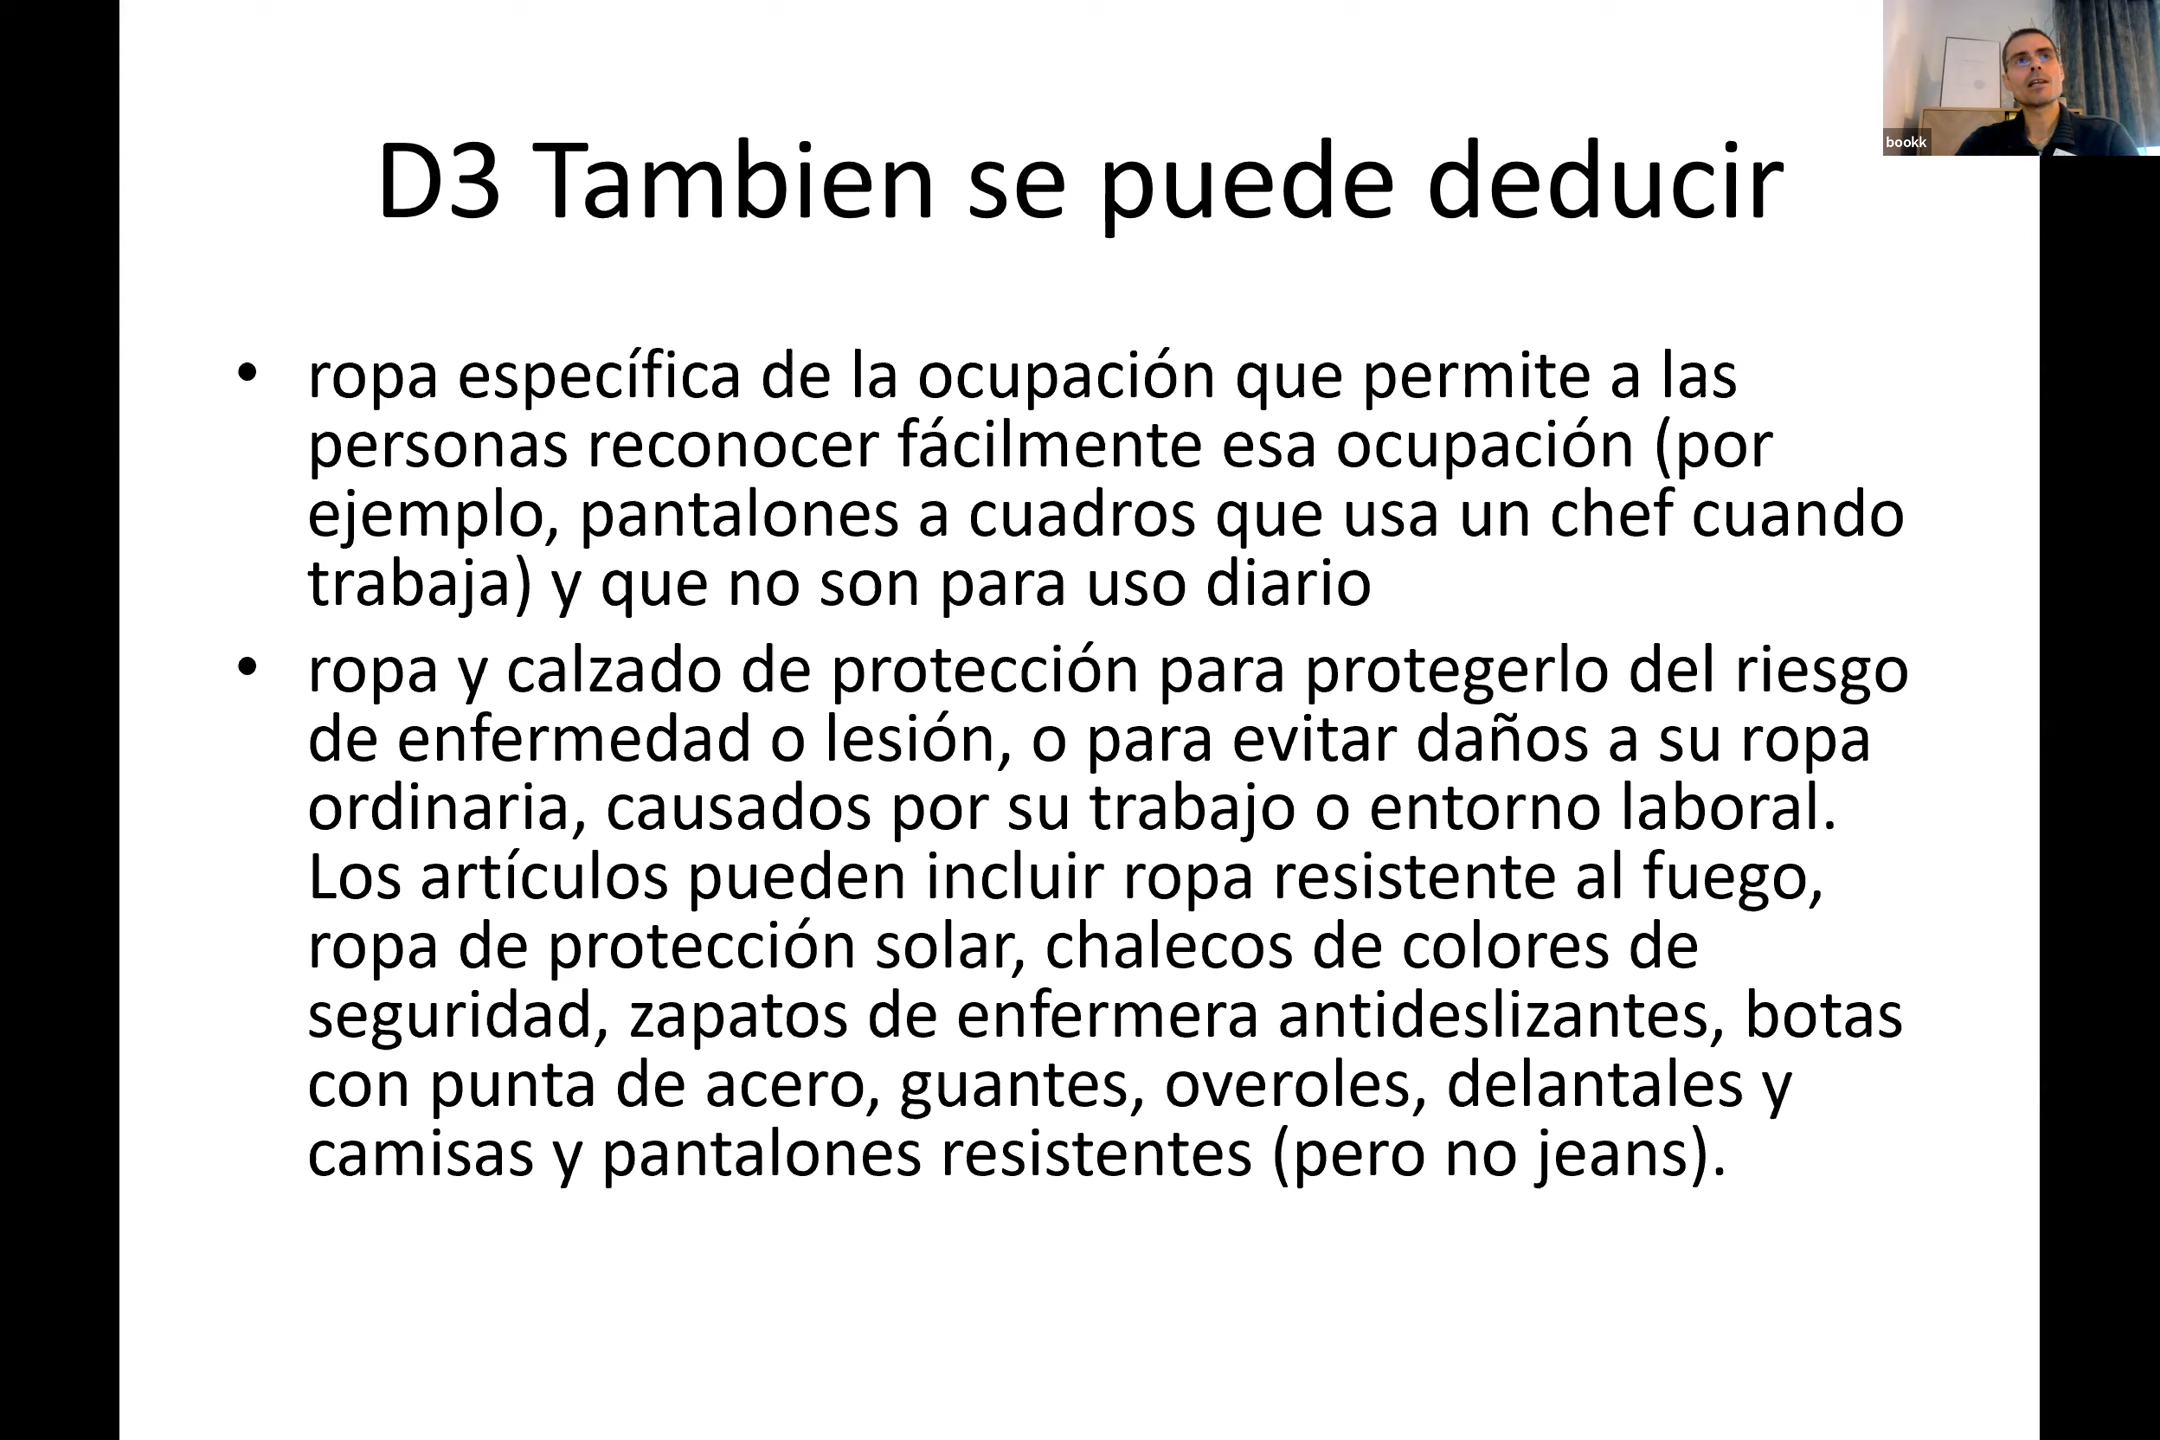 D3 Tambien se puede deducir
bookk
• ropa específica de la ocupación que permite a las
personas reconocer fácilmente esa ocupación (por
ejemplo, pantalones a cuadros que usa un chef cuando
trabaja) y que no son para uso diario
• ropa y calzado de protección para protegerlo del riesgo
de enfermedad o lesión, o para evitar daños a su ropa
ordinaria, causados por su trabajo o entorno laboral.
Los artículos pueden incluir ropa resistente al fuego,
ropa de protección solar, chalecos de colores de
seguridad, zapatos de enfermera antideslizantes, botas
con punta de acero, guantes, overoles, delantales y
camisas y pantalones resistentes (pero no jeans).